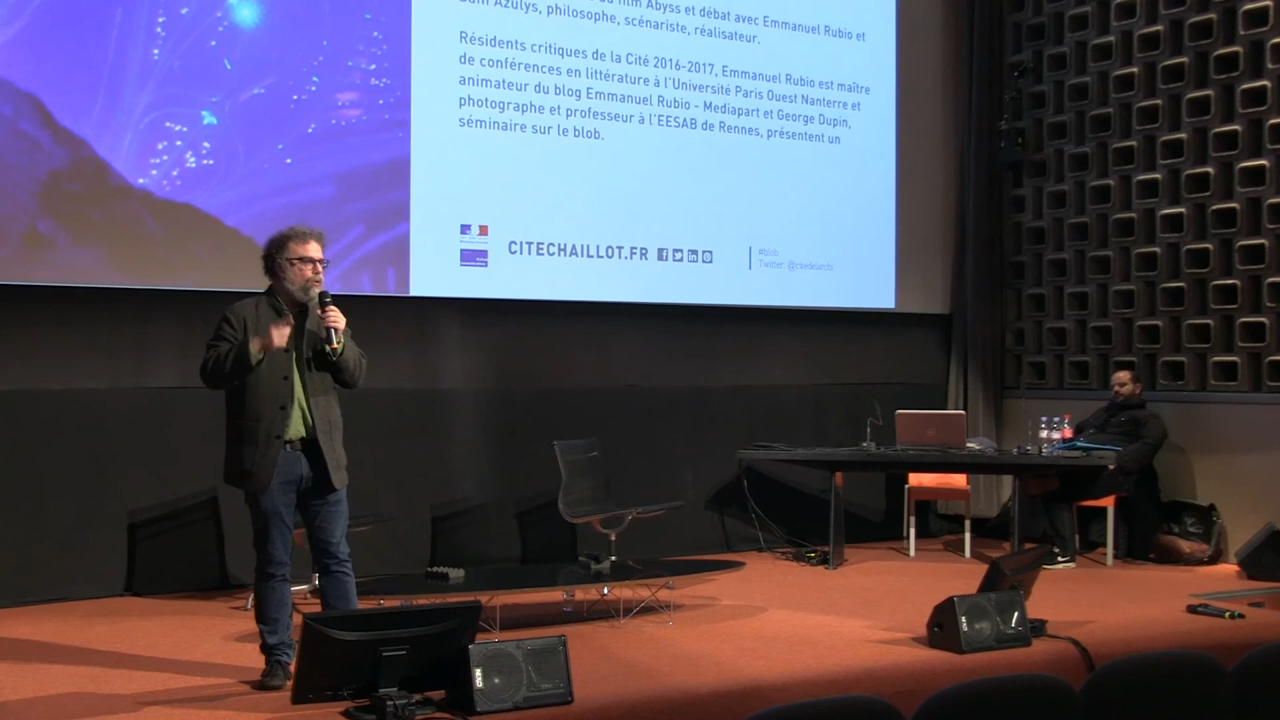 du film Abyss et débat avec Emmanuel Rubio et
Sam Azulys, philosophe, scénariste, réalisateur.
Résidents critiques de la Cité 2016-2017, Emmanuel Rubio est maître
de conférences en littérature à l'Université Paris Ouest Nanterre et
animateur du blog Emmanuel Rubio - Mediapart et George Dupin,
photographe et professeur à l'EESAB de Rennes, présentent un
séminaire sur le blob.
CITECHAILLOT.FR
#blob
Twitter: @citedelarchi
NEXO